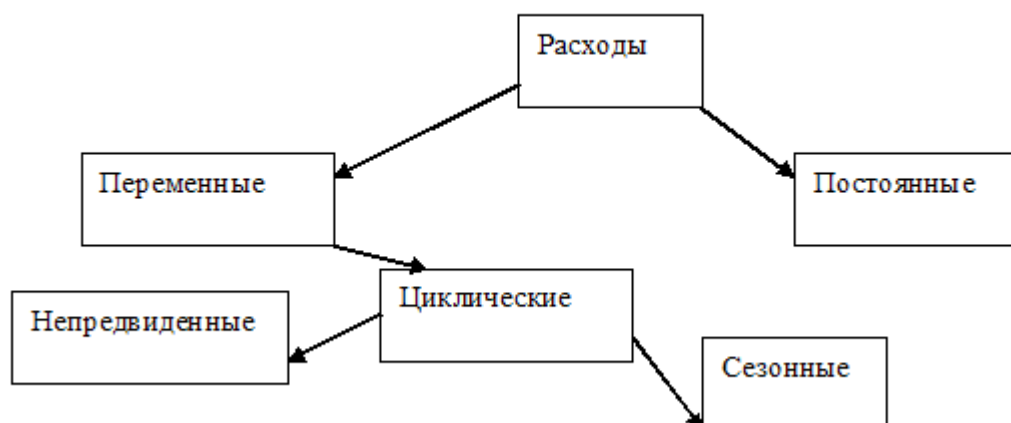 Расходы
Переменные
Постоянные
Циклические
Непредвиденные
Сезонные